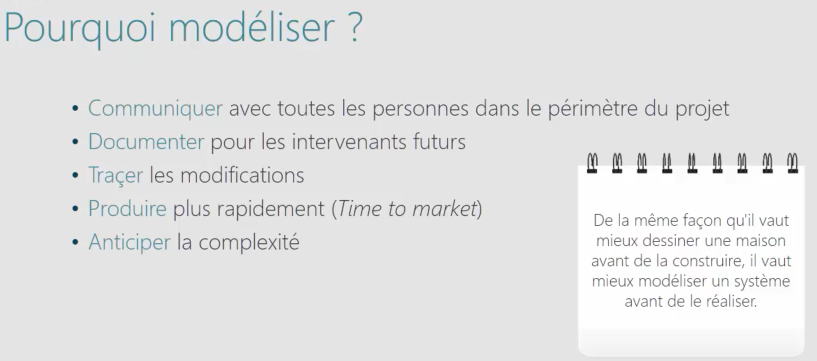 Pourquoi modéliser ?
• Communiquer avec toutes les personnes dans le périmètre du projet
• Documenter pour les intervenants futurs
• Traçer les modifications
• Produire plus rapidement (Time to market)
• Anticiper la complexité
De la même façon qu'il vaut
mieux dessiner une maison
avant de la construire, il vaut
mieux modéliser un système
avant de le réaliser.